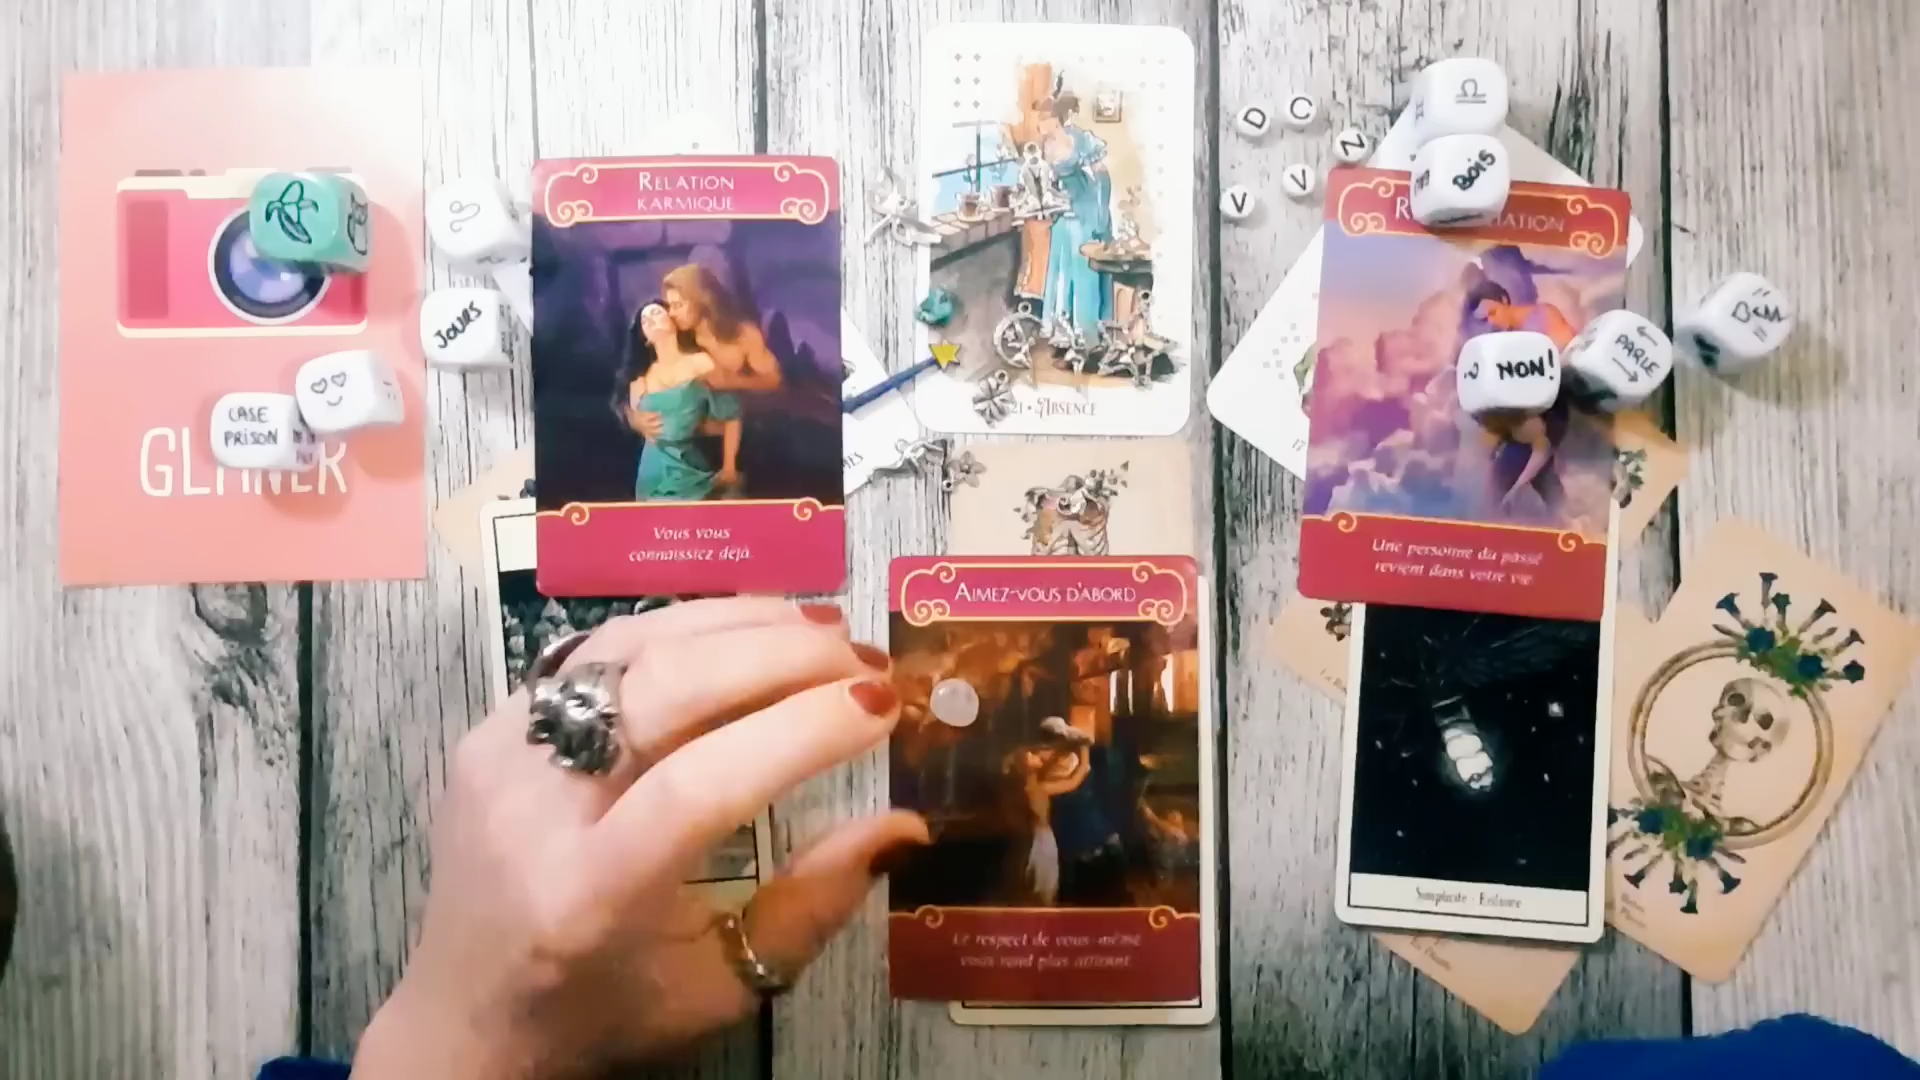 GLANER
CASE
PRISON
JOURS
RELATION
KARMIQUE
Vous vous
connaissiez déjà.
21 • ABSENCE
AIMEZ-VOUS D'ABORD
Le respect de vous-même
vous rend plus attirant.
D
C
N
V
V
BOIS
NON!
PARLE
Une personne du passé
revient dans votre vie
17
Simplicité - Enfance